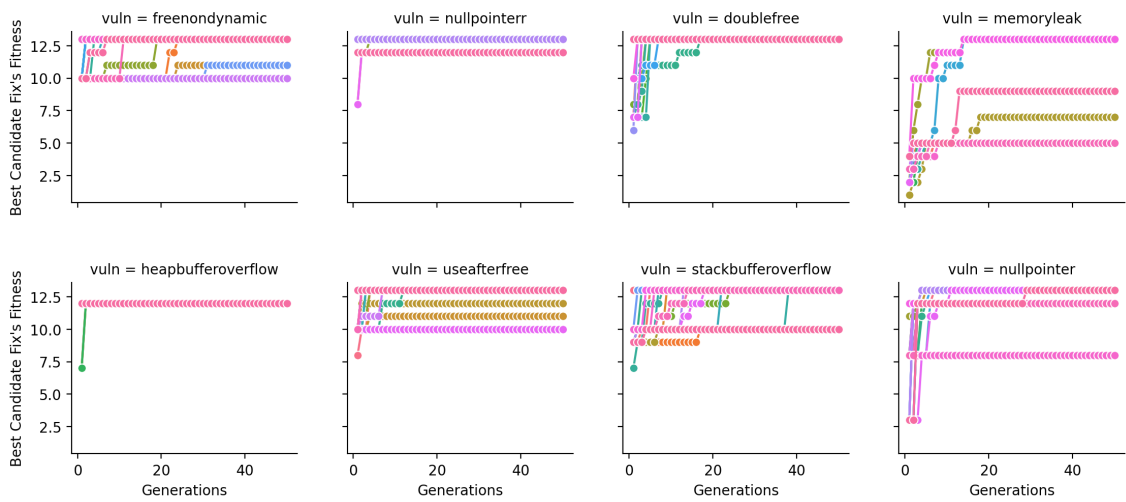 vuln = freenondynamic
vuln = nullpointerr
vuln = doublefree
vuln = memoryleak
Best Candidate Fix's Fitness
12.5
10.0
7.5
5.0
2.5
vuln = heapbufferoverflow
vuln = useafterfree
vuln = stackbufferoverflow
vuln = nullpointer
Best Candidate Fix's Fitness
12.5
10.0
7.5
5.0
2.5
0 20 40
0 20 40
0 20 40
0 20 40
Generations
Generations
Generations
Generations